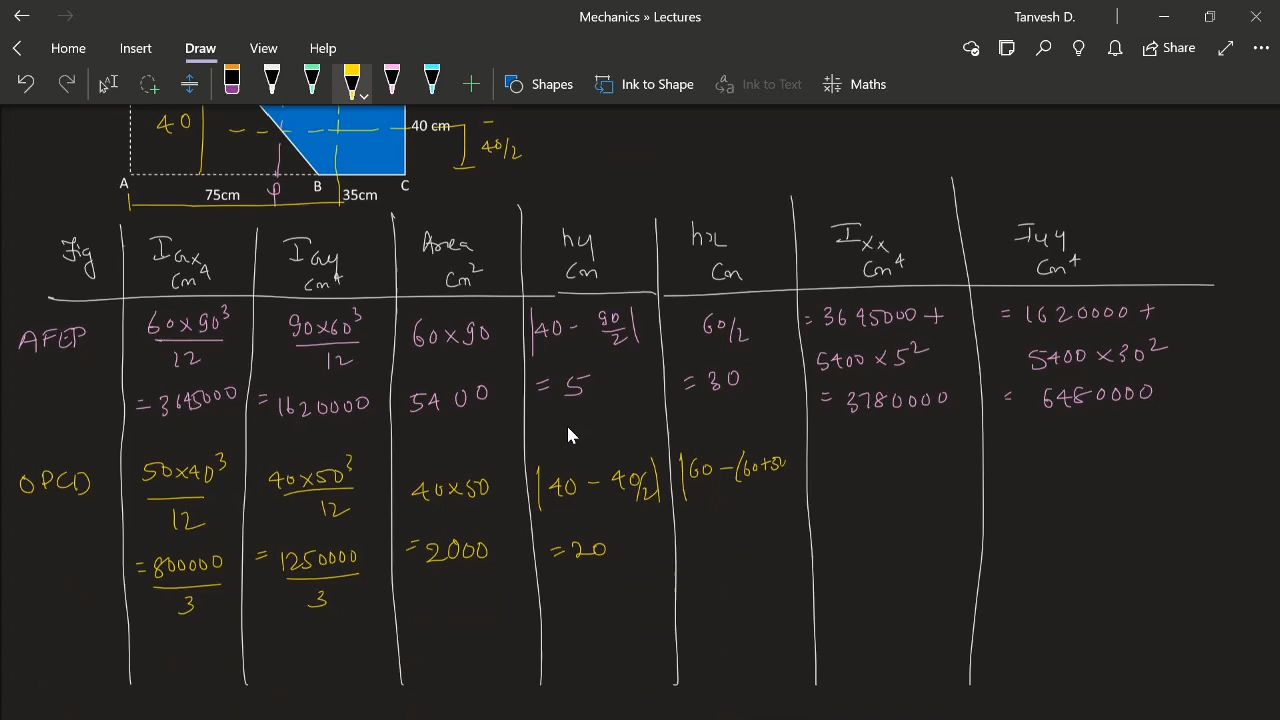 Mechanics » Lectures
Tanvesh D.
Home Insert Draw View Help
Share
Shapes
Ink to Shape
Ink to Text
Maths
40
40 cm
40/2
A
P
B
C
75cm
35cm
Fig
IGx cm⁴
IGy cm⁴
Area cm²
hy cm
hx cm
Ixx cm⁴
Iyy cm⁴
AFEP
60×90³/12
90×60³/12
60×90
|40 - 90/2|
60/2
= 3645000 +
= 1620000 +
5400 × 5²
5400 × 30²
= 3645000
= 1620000
5400
= 5
= 30
= 3780000
= 6480000
OPCD
50×40³/12
40×50³/12
40×50
|40 - 40/2|
|60 - (60+50
= 800000/3
= 1250000/3
= 2000
= 20